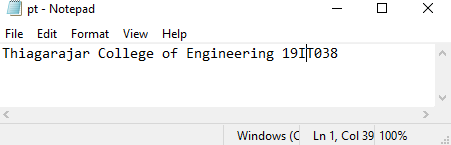 pt - Notepad
File Edit Format View Help
Thiagarajar College of Engineering 19IT038
Windows (C Ln 1, Col 39 100%